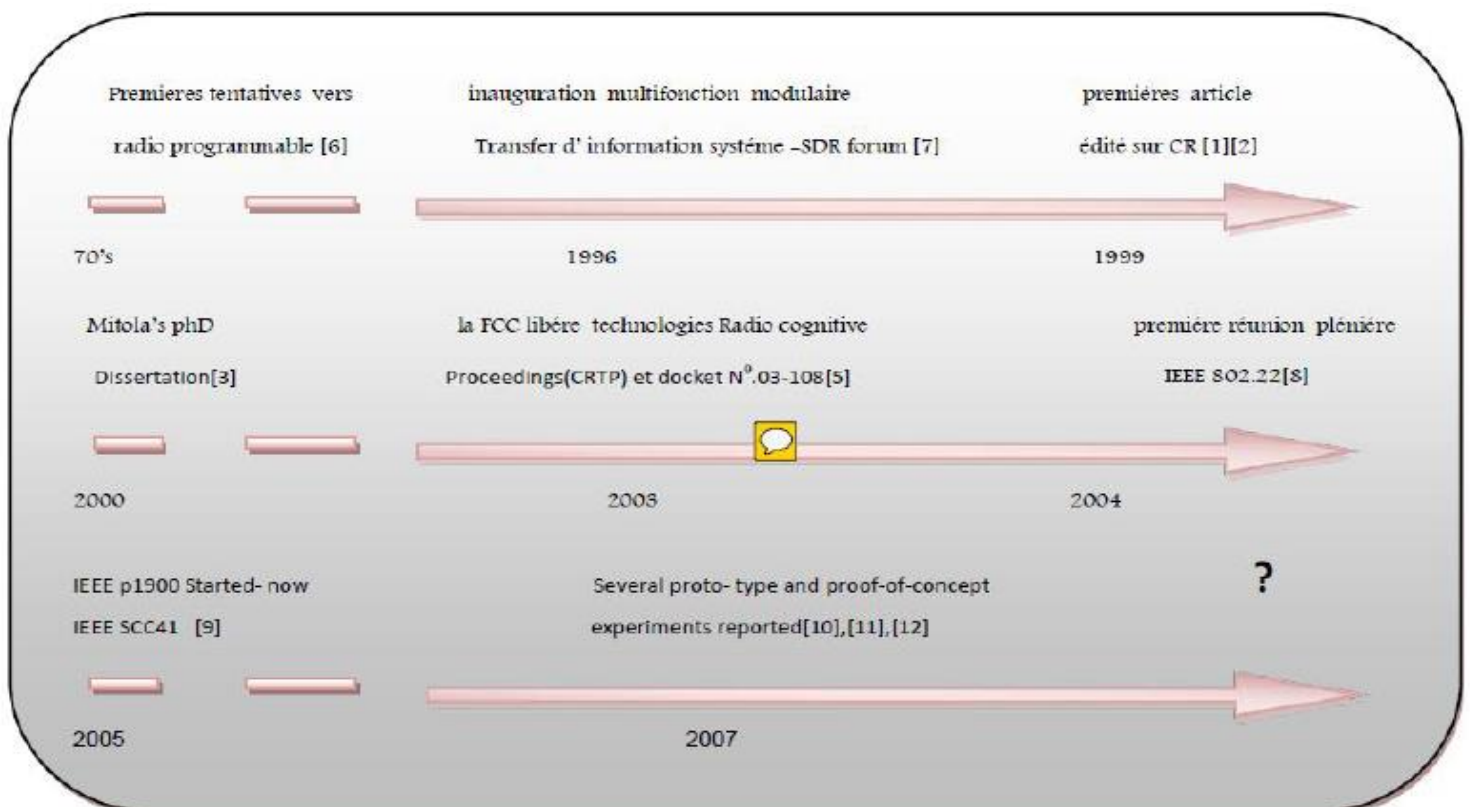 Premieres tentatives vers
radio programmable [6]
inauguration multifonction modulaire
Transfer d' information systéme –SDR forum [7]
premiéres article
édité sur CR [1][2]
70's
1996
1999
Mitola's phD
Dissertation[3]
la FCC libére technologies Radio cognitive
Proceedings(CRTP) et docket N°.03-108[5]
premiére réunion pléniére
IEEE 802.22[8]
2000
2003
2004
IEEE p1900 Started- now
IEEE SCC41 [9]
Several proto- type and proof-of-concept
experiments reported[10],[11],[12]
?
2005
2007